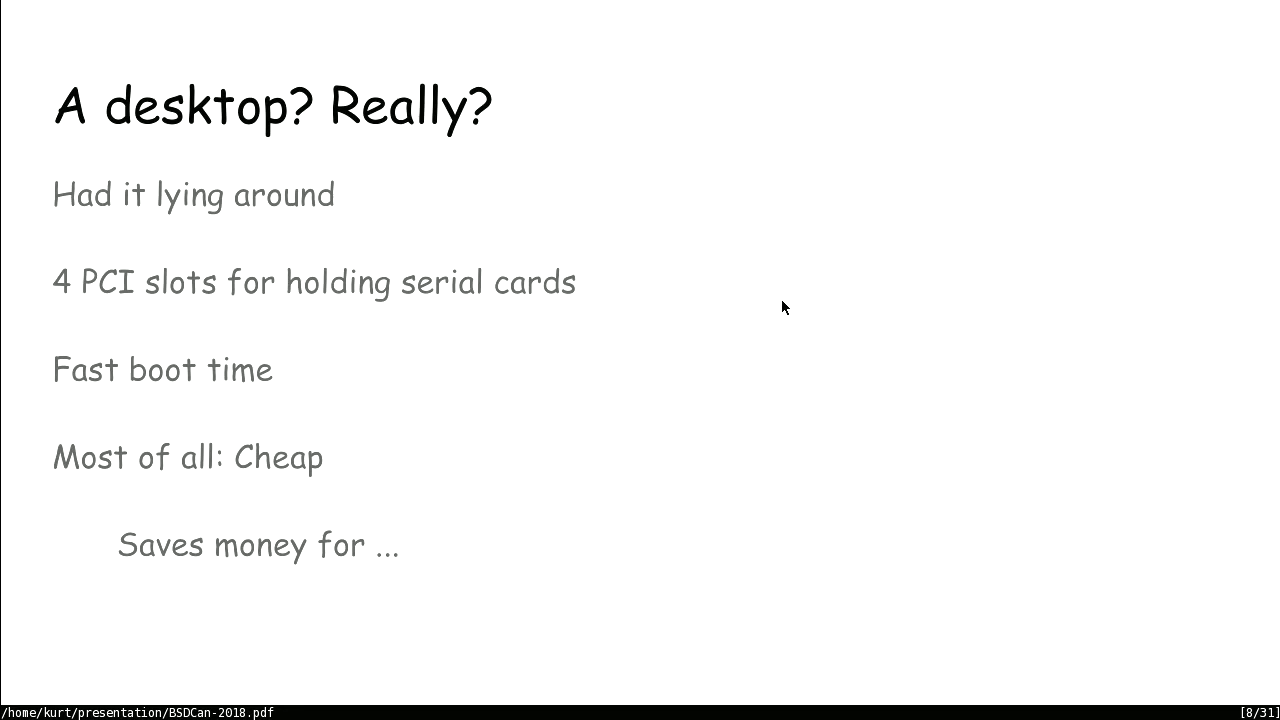 A desktop? Really?
Had it lying around
4 PCI slots for holding serial cards
Fast boot time
Most of all: Cheap
Saves money for ...
/home/kurt/presentation/BSDCan-2018.pdf [8/31]